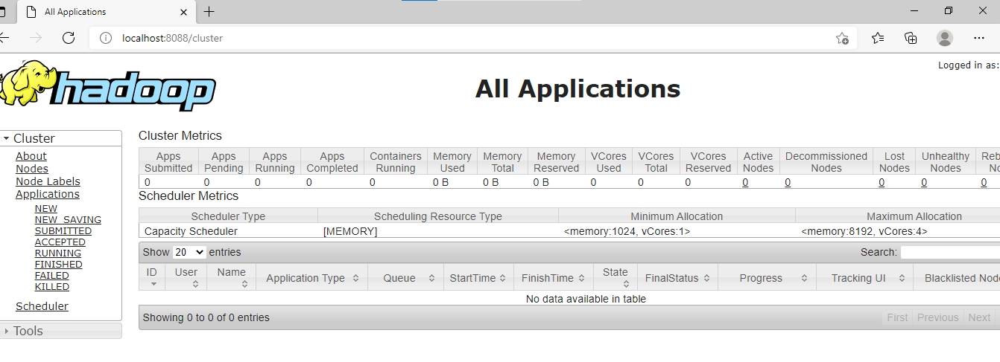 All Applications
localhost:8088/cluster
Logged in as:
hadoop
All Applications
Cluster
About
Nodes
Node Labels
Applications
NEW
NEW_SAVING
SUBMITTED
ACCEPTED
RUNNING
FINISHED
FAILED
KILLED
Scheduler
Tools
Cluster Metrics
Apps Submitted Apps Pending Apps Running Apps Completed Containers Running Memory Used Memory Total Memory Reserved VCores Used VCores Total VCores Reserved Active Nodes Decommissioned Nodes Lost Nodes Unhealthy Nodes
0 0 0 0 0 0 B 0 B 0 B 0 0 0 0 0 0 0 0
Scheduler Metrics
Scheduler Type Scheduling Resource Type Minimum Allocation Maximum Allocation
Capacity Scheduler [MEMORY] <memory:1024, vCores:1> <memory:8192, vCores:4>
Show 20 entries Search:
ID User Name Application Type Queue StartTime FinishTime State FinalStatus Progress Tracking UI Blacklisted
No data available in table
Showing 0 to 0 of 0 entries First Previous Next